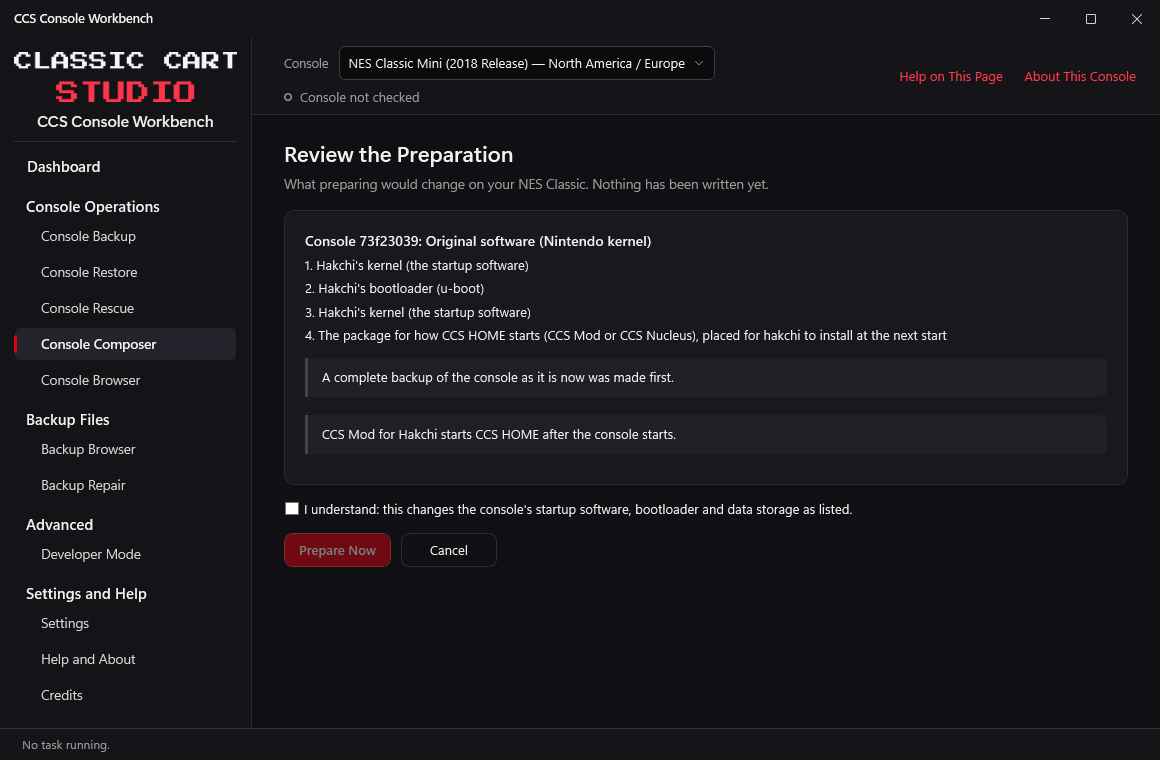 CCS Console Workbench
CLASSIC CART
STUDIO
CCS Console Workbench
Dashboard
Console Operations
Console Backup
Console Restore
Console Rescue
Console Composer
Console Browser
Backup Files
Backup Browser
Backup Repair
Advanced
Developer Mode
Settings and Help
Settings
Help and About
Credits
Console
NES Classic Mini (2018 Release) — North America / Europe
Console not checked
Help on This Page
About This Console
Review the Preparation
What preparing would change on your NES Classic. Nothing has been written yet.
Console 73f23039: Original software (Nintendo kernel)
1. Hakchi's kernel (the startup software)
2. Hakchi's bootloader (u-boot)
3. Hakchi's kernel (the startup software)
4. The package for how CCS HOME starts (CCS Mod or CCS Nucleus), placed for hakchi to install at the next start
A complete backup of the console as it is now was made first.
CCS Mod for Hakchi starts CCS HOME after the console starts.
I understand: this changes the console's startup software, bootloader and data storage as listed.
Prepare Now
Cancel
No task running.